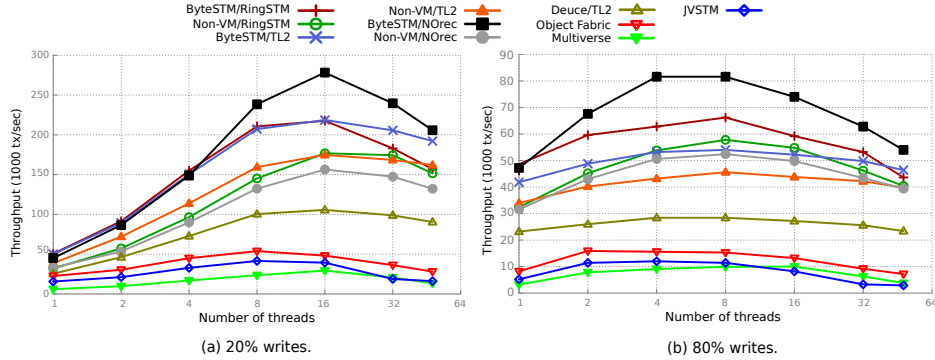 ByteSTM/RingSTM
Non-VM/RingSTM
ByteSTM/TL2
Non-VM/TL2
ByteSTM/NOrec
Non-VM/NOrec
Deuce/TL2
Object Fabric
Multiverse
JVSTM
Throughput (1000 tx/sec)
300
250
200
150
100
50
0
1 2 4 8 16 32 64
Number of threads
(a) 20% writes.
Throughput (1000 tx/sec)
90
80
70
60
50
40
30
20
10
0
1 2 4 8 16 32 64
Number of threads
(b) 80% writes.